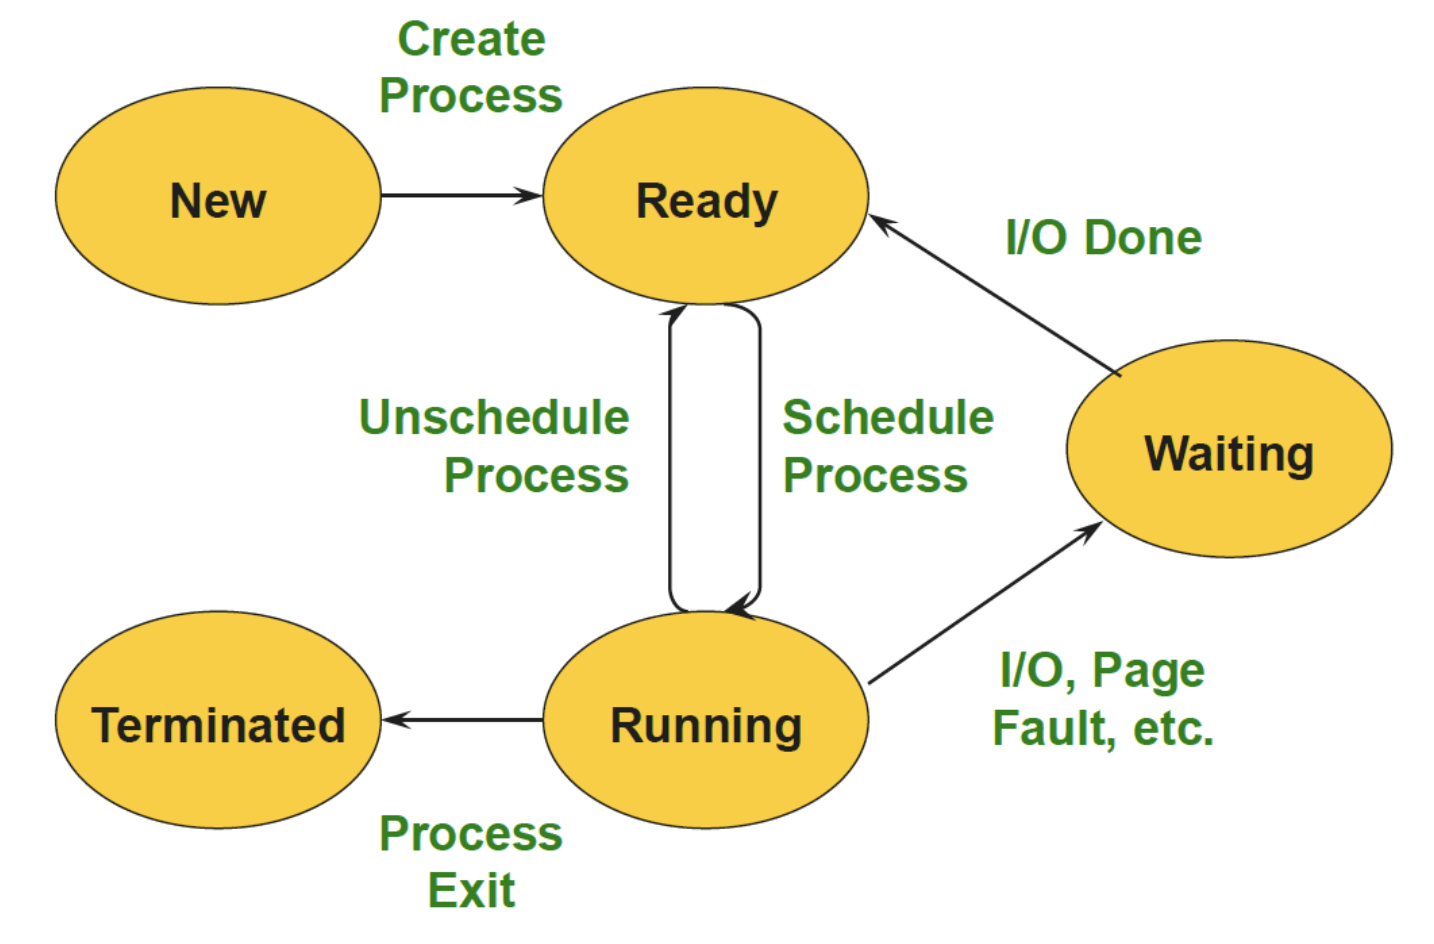 Create
Process
New
Ready
I/O Done
Unschedule
Process
Schedule
Process
Waiting
Terminated
Running
I/O, Page
Fault, etc.
Process
Exit